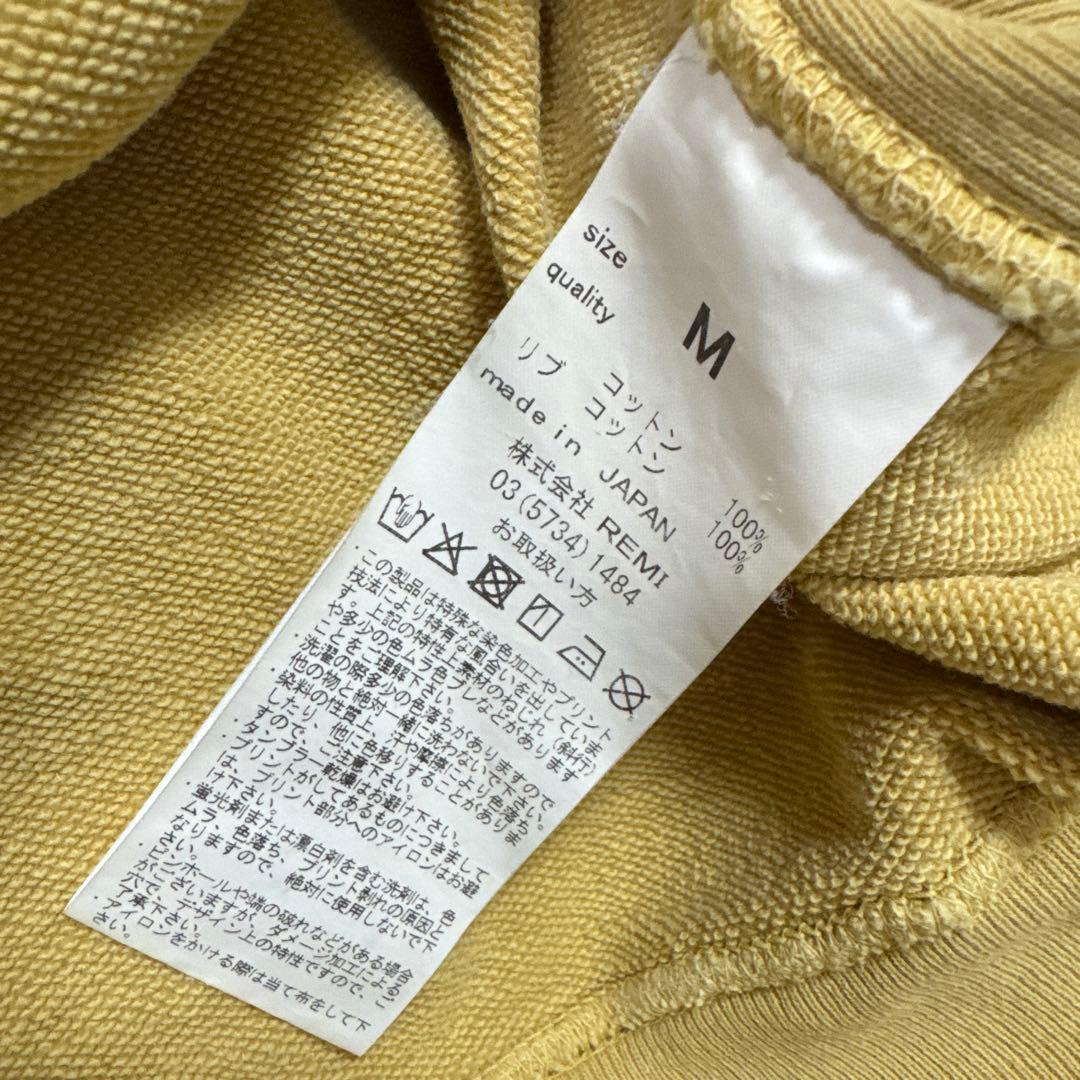 size
M
quality
コットン 100%
リブ コットン 100%
made in JAPAN
株式会社 REMI
03 (5734) 1484
お取扱い方
・この製品は特殊な染色加工やプリント
技法により特有な風合いを出していま
す。上記の特性上素材のねじれ(斜行)
や多少の色ムラ色ブレなどがあります
ことをご理解下さい。
・洗濯の際多少の色落ちがありますので
他の物と絶対一緒に洗わないで下さい。
・染料の性質上、汗や摩擦により色落ち
したり、他に色移りすることがありま
すので、ご注意下さい。
・タンブラー乾燥はお避け下さい。
・プリントがしてあるものにつきまして
は、プリント部分へのアイロンはお避
け下さい。
・蛍光剤または漂白剤を含む洗剤は、色
ムラ、色落ち、プリント剥れの原因と
なりますので、絶対に使用しないで下
さい。
・ピンホールや端の破れなどがある場合
がございますが、ダメージ加工による
穴で、デザイン上の特性ですので、ご
了承下さい。
・アイロンをかける際は当て布をして下
さい。